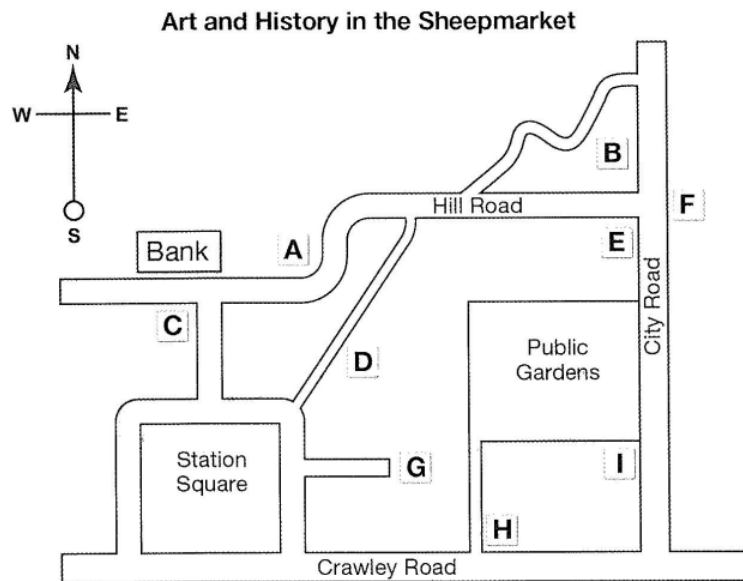 Art and History in the Sheepmarket
N
W
E
S
B
Hill Road
F
A
E
Bank
C
City Road
D
Public
Gardens
Station
Square
G
I
H
Crawley Road